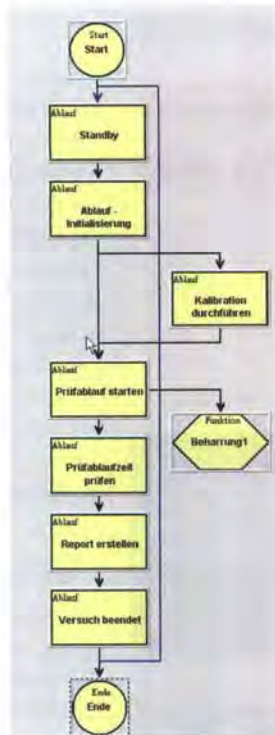 Start
Start
Ablauf
Standby
Ablauf
Ablauf -
Initialisierung
Ablauf
Kalibration
durchführen
Ablauf
Prüfablauf starten
Funktion
Beharrung1
Ablauf
Prüfablaufzeit
prüfen
Ablauf
Report erstellen
Ablauf
Versuch beendet
Ende
Ende